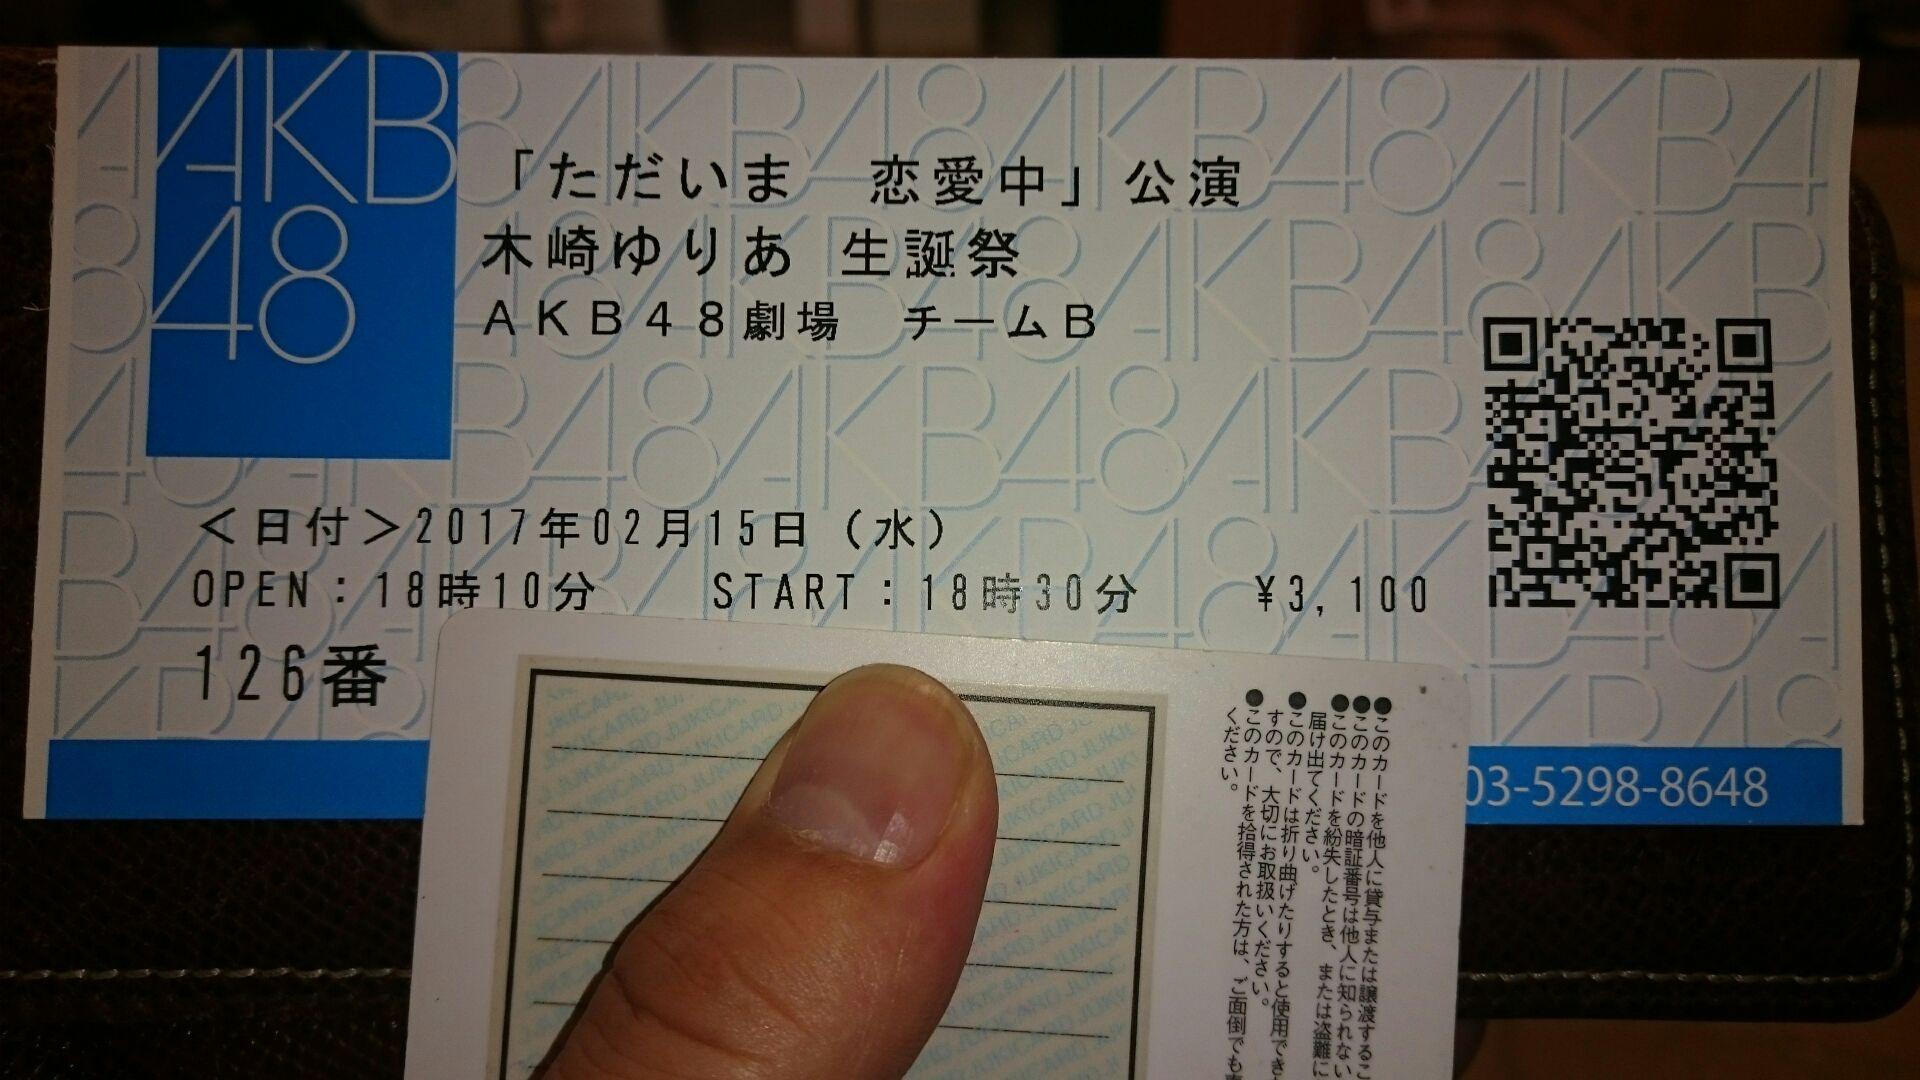 AKB
48
「ただいま 恋愛中」公演
木崎ゆりあ 生誕祭
AKB48劇場 チームB
<日付>2017年02月15日(水)
OPEN:18時10分 START:18時30分 ¥3,100
126番
03-5298-8648
●このカードを他人に貸与または譲渡するこ
●このカードの暗証番号は他人に知られない
●このカードを紛失したとき、または盗難に
届け出てください。
●このカードは折り曲げたりすると使用でき
すので、大切にお取扱いください。
●このカードを拾得された方は、ご面倒でも
ください。
JUKICARD JUKICARD JUKICARD